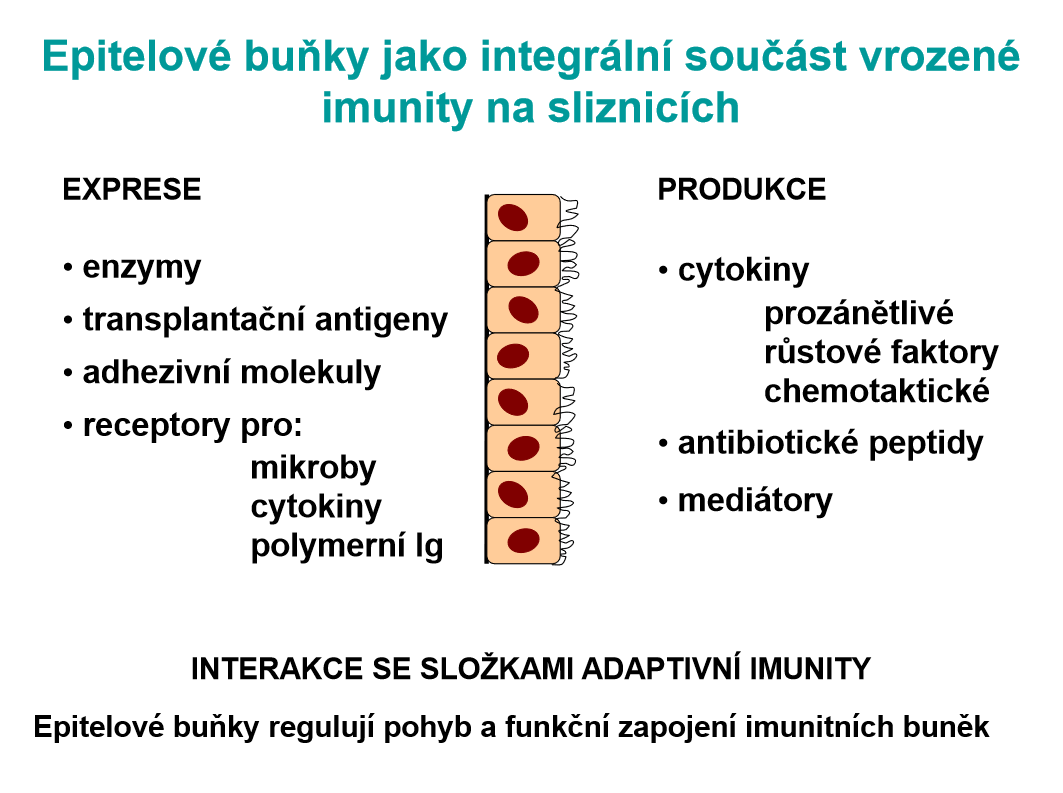 Epitelové buňky jako integrální součást vrozené
imunity na sliznicích
EXPRESE
• enzymy
• transplantační antigeny
• adhezivní molekuly
• receptory pro:
mikroby
cytokiny
polymerní Ig
PRODUKCE
• cytokiny
prozánětlivé
růstové faktory
chemotaktické
• antibiotické peptidy
• mediátory
INTERAKCE SE SLOŽKAMI ADAPTIVNÍ IMUNITY
Epitelové buňky regulují pohyb a funkční zapojení imunitních buněk